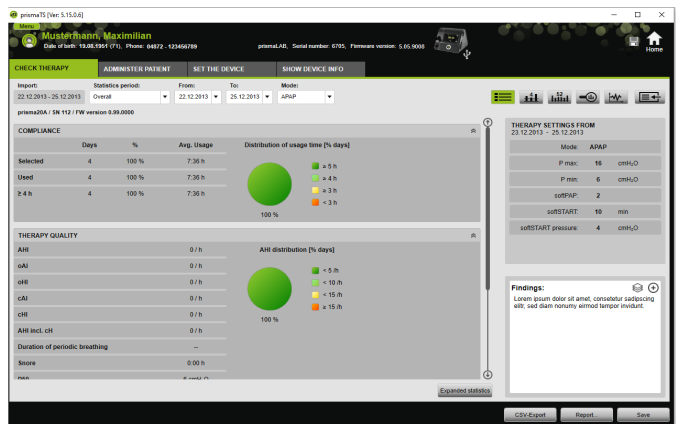 prismaTS [Ver: 5.15.0.6]
Menu
Mustermann, Maximilian
Date of birth: 19.08.1951 (71), Phone: 04872 - 123456789
prismaLAB, Serial number: 6705, Firmware version: 5.05.9008
Home
CHECK THERAPY ADMINISTER PATIENT SET THE DEVICE SHOW DEVICE INFO
Import: Statistics period: From: To: Mode:
22.12.2013 - 25.12.2013 Overall 22.12.2013 25.12.2013 APAP
prisma20A / SN 112 / FW version 0.99.0000
COMPLIANCE
Days % Avg. Usage Distribution of usage time [% days]
Selected 4 100 % 7:36 h
Used 4 100 % 7:36 h
≥ 4 h 4 100 % 7:36 h
≥ 5 h
≥ 4 h
≥ 3 h
< 3 h
100 %
THERAPY QUALITY
AHI 0 / h AHI distribution [% days]
oAI 0 / h
oHI 0 / h
cAI 0 / h
cHI 0 / h
AHI incl. cH 0 / h
Duration of periodic breathing --
Snore 0:00 h
P50 6 cmH₂O
< 5 /h
< 10 /h
< 15 /h
≥ 15 /h
100 %
Expanded statistics
12
THERAPY SETTINGS FROM
23.12.2013 - 25.12.2013
Mode: APAP
P max: 16 cmH₂O
P min: 6 cmH₂O
softPAP: 2
softSTART: 10 min
softSTART pressure: 4 cmH₂O
Findings:
Lorem ipsum dolor sit amet, consetetur sadipscing
elitr, sed diam nonumy eirmod tempor invidunt.
CSV-Export Report... Save